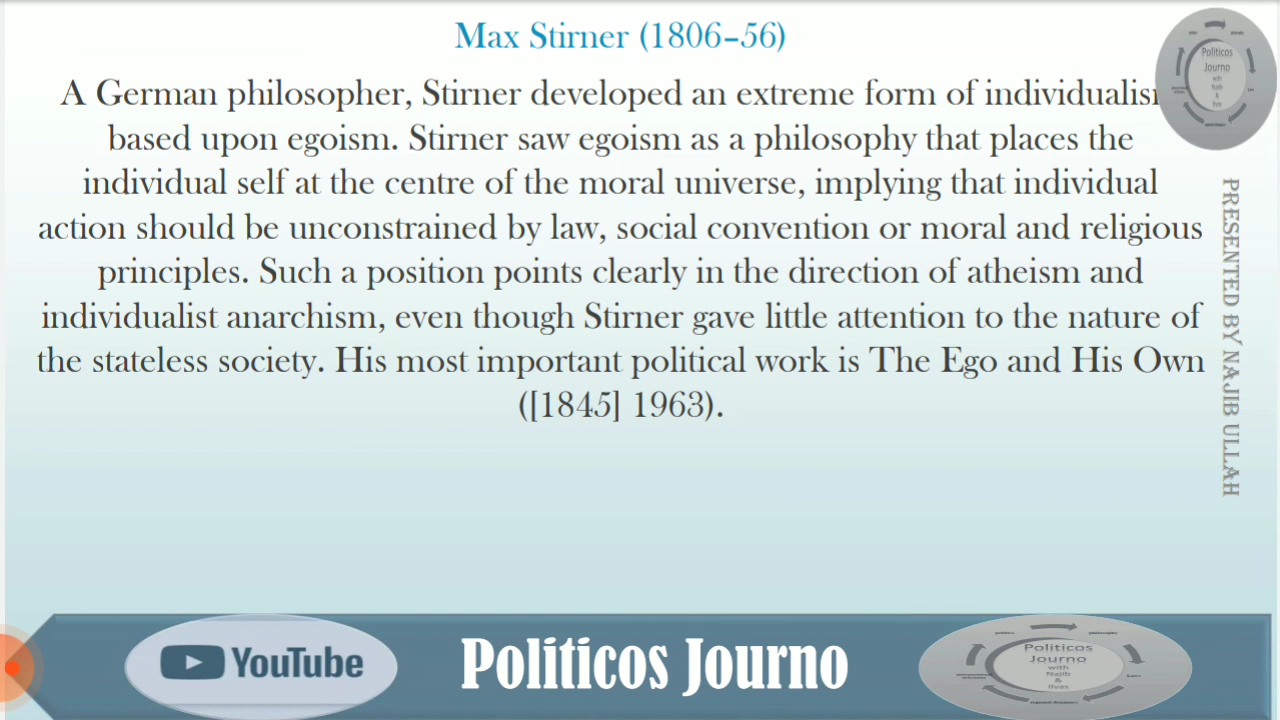 Max Stirner (1806–56)
A German philosopher, Stirner developed an extreme form of
based upon egoism. Stirner saw egoism as a philosophy that places the
individual self at the centre of the moral universe, implying that individual
action should be unconstrained by law, social convention or moral and religious
principles. Such a position points clearly in the direction of atheism and
individualist anarchism, even though Stirner gave little attention to the nature of
the stateless society. His most important political work is The Ego and His Own
([1845] 1963).
Politicos
Journo
with
&
PRESENTED BY NAJIB ULLAH
YouTube
Politicos Journo
Politicos
Journo
with
Najib
&